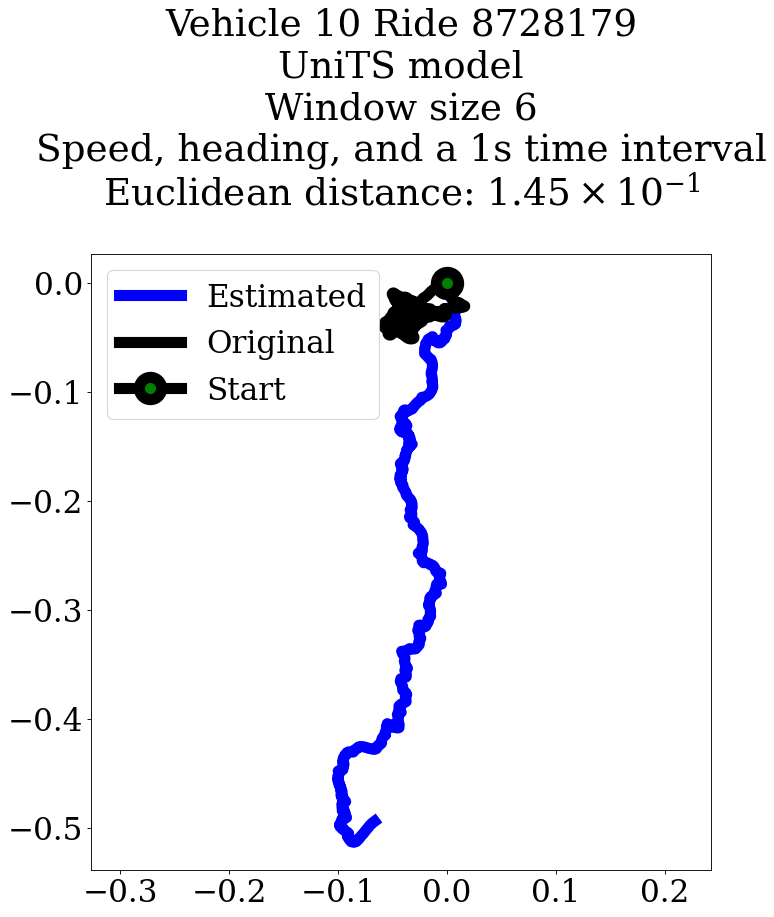 Vehicle 10 Ride 8728179
UniTS model
Window size 6
Speed, heading, and a 1s time interval
Euclidean distance: 1.45 × 10⁻¹
Estimated
Original
Start
0.0
−0.1
−0.2
−0.3
−0.4
−0.5
−0.3 −0.2 −0.1 0.0 0.1 0.2